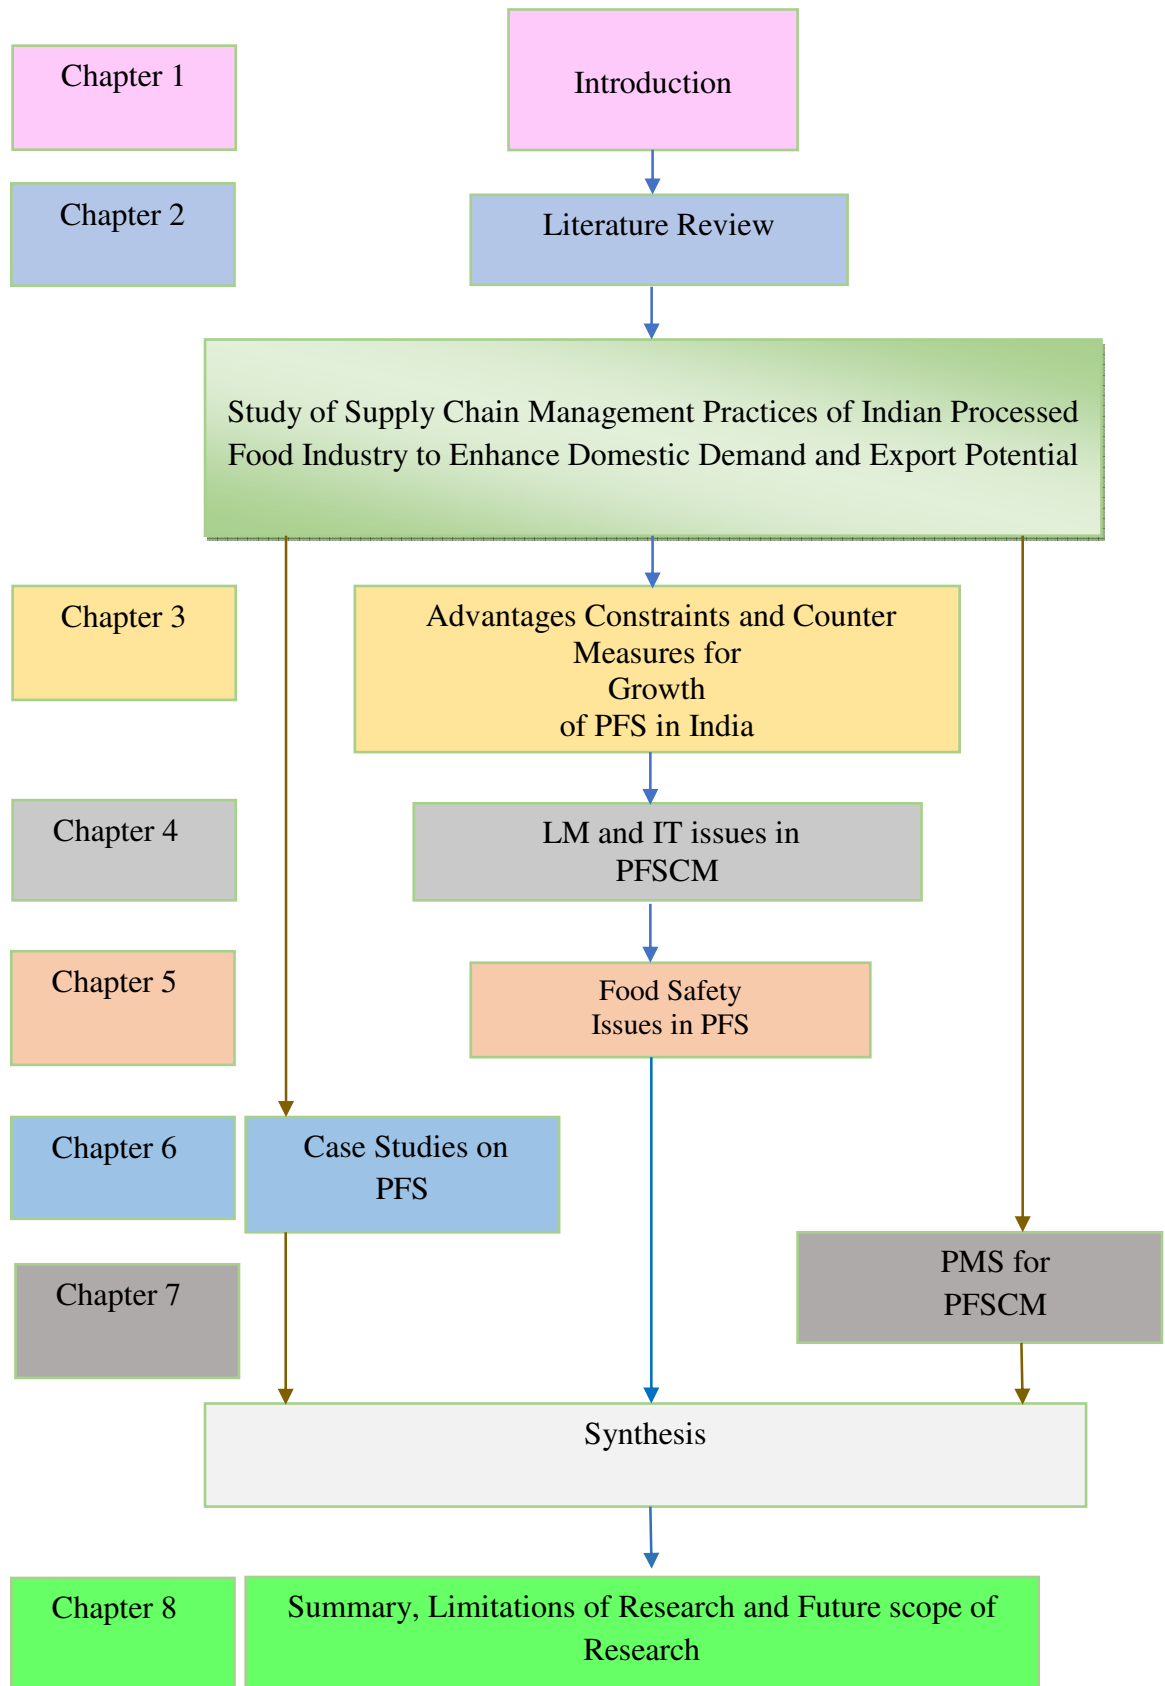 Chapter 1
Introduction
Chapter 2
Literature Review
Study of Supply Chain Management Practices of Indian Processed
Food Industry to Enhance Domestic Demand and Export Potential
Chapter 3
Advantages Constraints and Counter
Measures for
Growth
of PFS in India
Chapter 4
LM and IT issues in
PFSCM
Chapter 5
Food Safety
Issues in PFS
Chapter 6
Case Studies on
PFS
Chapter 7
PMS for
PFSCM
Synthesis
Chapter 8
Summary, Limitations of Research and Future scope of
Research